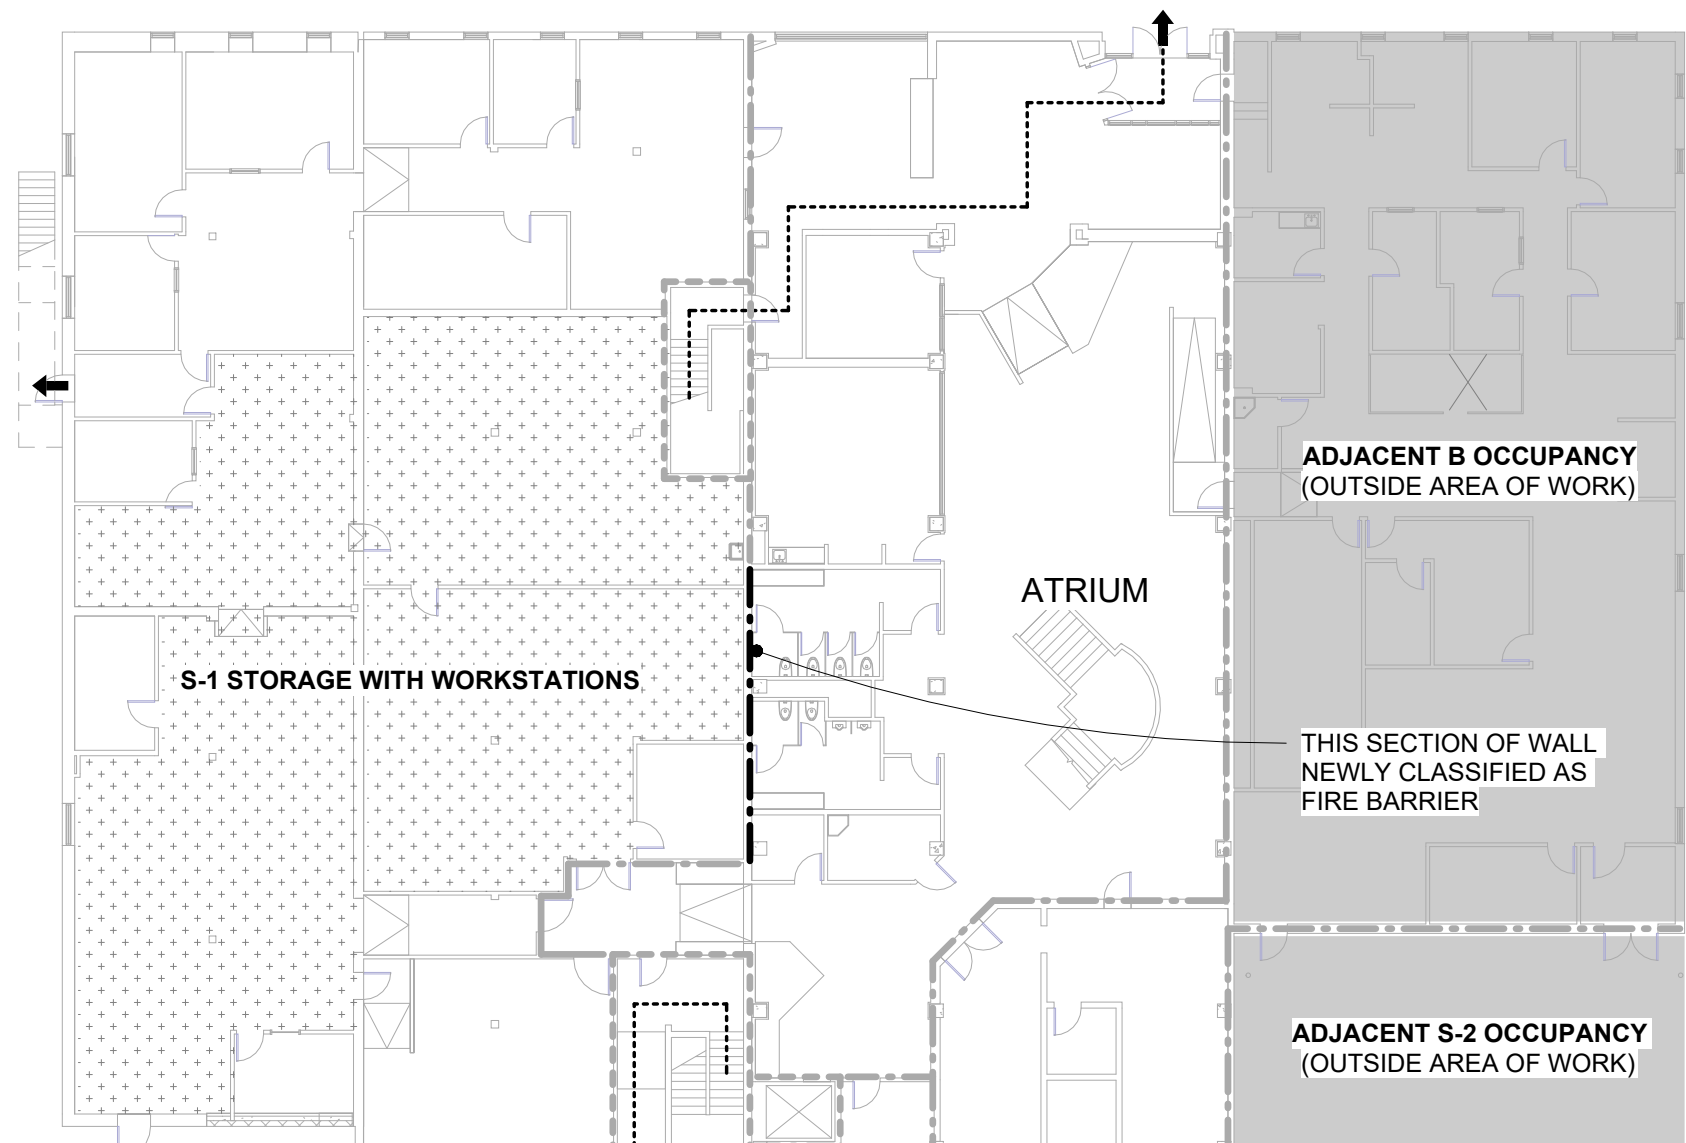 ADJACENT B OCCUPANCY
(OUTSIDE AREA OF WORK)
ATRIUM
S-1 STORAGE WITH WORKSTATIONS
THIS SECTION OF WALL
NEWLY CLASSIFIED AS
FIRE BARRIER
ADJACENT S-2 OCCUPANCY
(OUTSIDE AREA OF WORK)